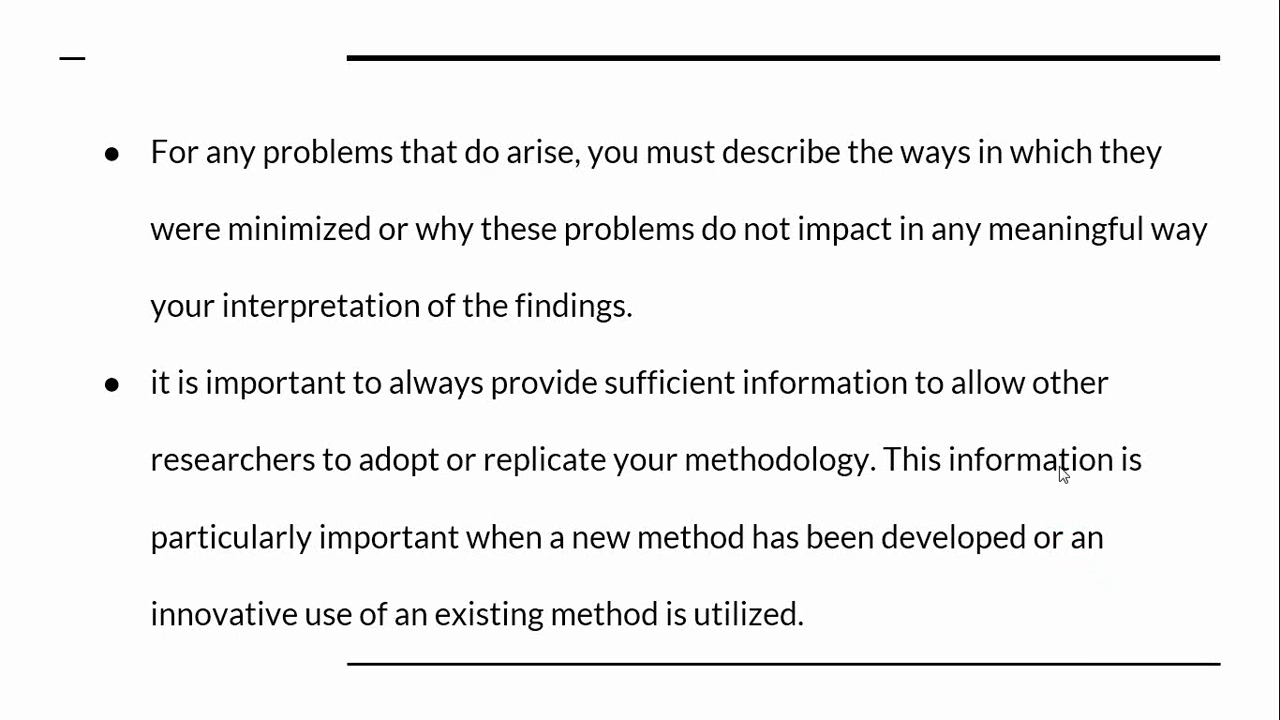 ● For any problems that do arise, you must describe the ways in which they
were minimized or why these problems do not impact in any meaningful way
your interpretation of the findings.
● it is important to always provide sufficient information to allow other
researchers to adopt or replicate your methodology. This information is
particularly important when a new method has been developed or an
innovative use of an existing method is utilized.